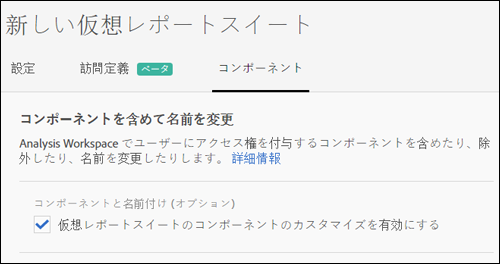 新しい仮想レポートスイート
設定 訪問定義 ベータ コンポーネント
コンポーネントを含めて名前を変更
Analysis Workspace でユーザーにアクセス権を付与するコンポーネントを含めたり、除
外したり、名前を変更したりします。 詳細情報
コンポーネントと名前付け (オプション)
仮想レポートスイートのコンポーネントのカスタマイズを有効にする